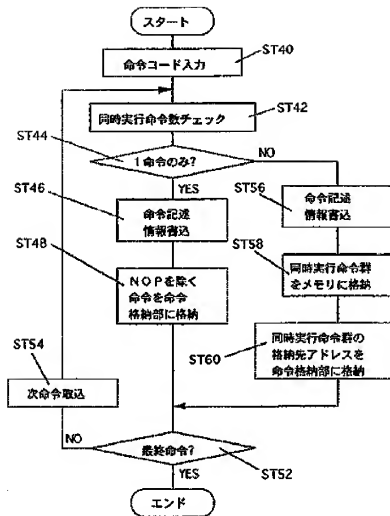 スタート
ST40
命令コード入力
ST42
同時実行命令数チェック
ST44
1命令のみ?
NO
YES
ST46
命令記述
情報書込
ST56
命令記述
情報書込
ST48
NOPを除く
命令を命令
格納部に格納
ST58
同時実行命令群
をメモリに格納
ST60
同時実行命令群の
格納先アドレスを
命令格納部に格納
ST54
次命令取込
NO
最終命令?
ST52
YES
エンド